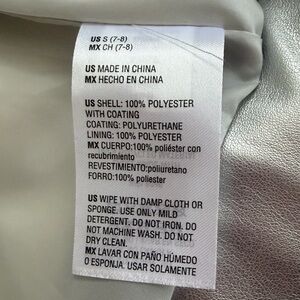 US S (7-8)
MX CH (7-8)
US MADE IN CHINA
MX HECHO EN CHINA
US SHELL: 100% POLYESTER
WITH COATING
COATING: POLYURETHANE
LINING: 100% POLYESTER
MX CUERPO:100% poliéster con
recubrimiento
REVESTIMIENTO:poliuretano
FORRO:100% poliester
US WIPE WITH DAMP CLOTH OR
SPONGE. USE ONLY MILD
DETERGENT. DO NOT IRON. DO
NOT MACHINE WASH. DO NOT
DRY CLEAN.
MX LAVAR CON PAÑO HÚMEDO
O ESPONJA. USAR SOLAMENTE